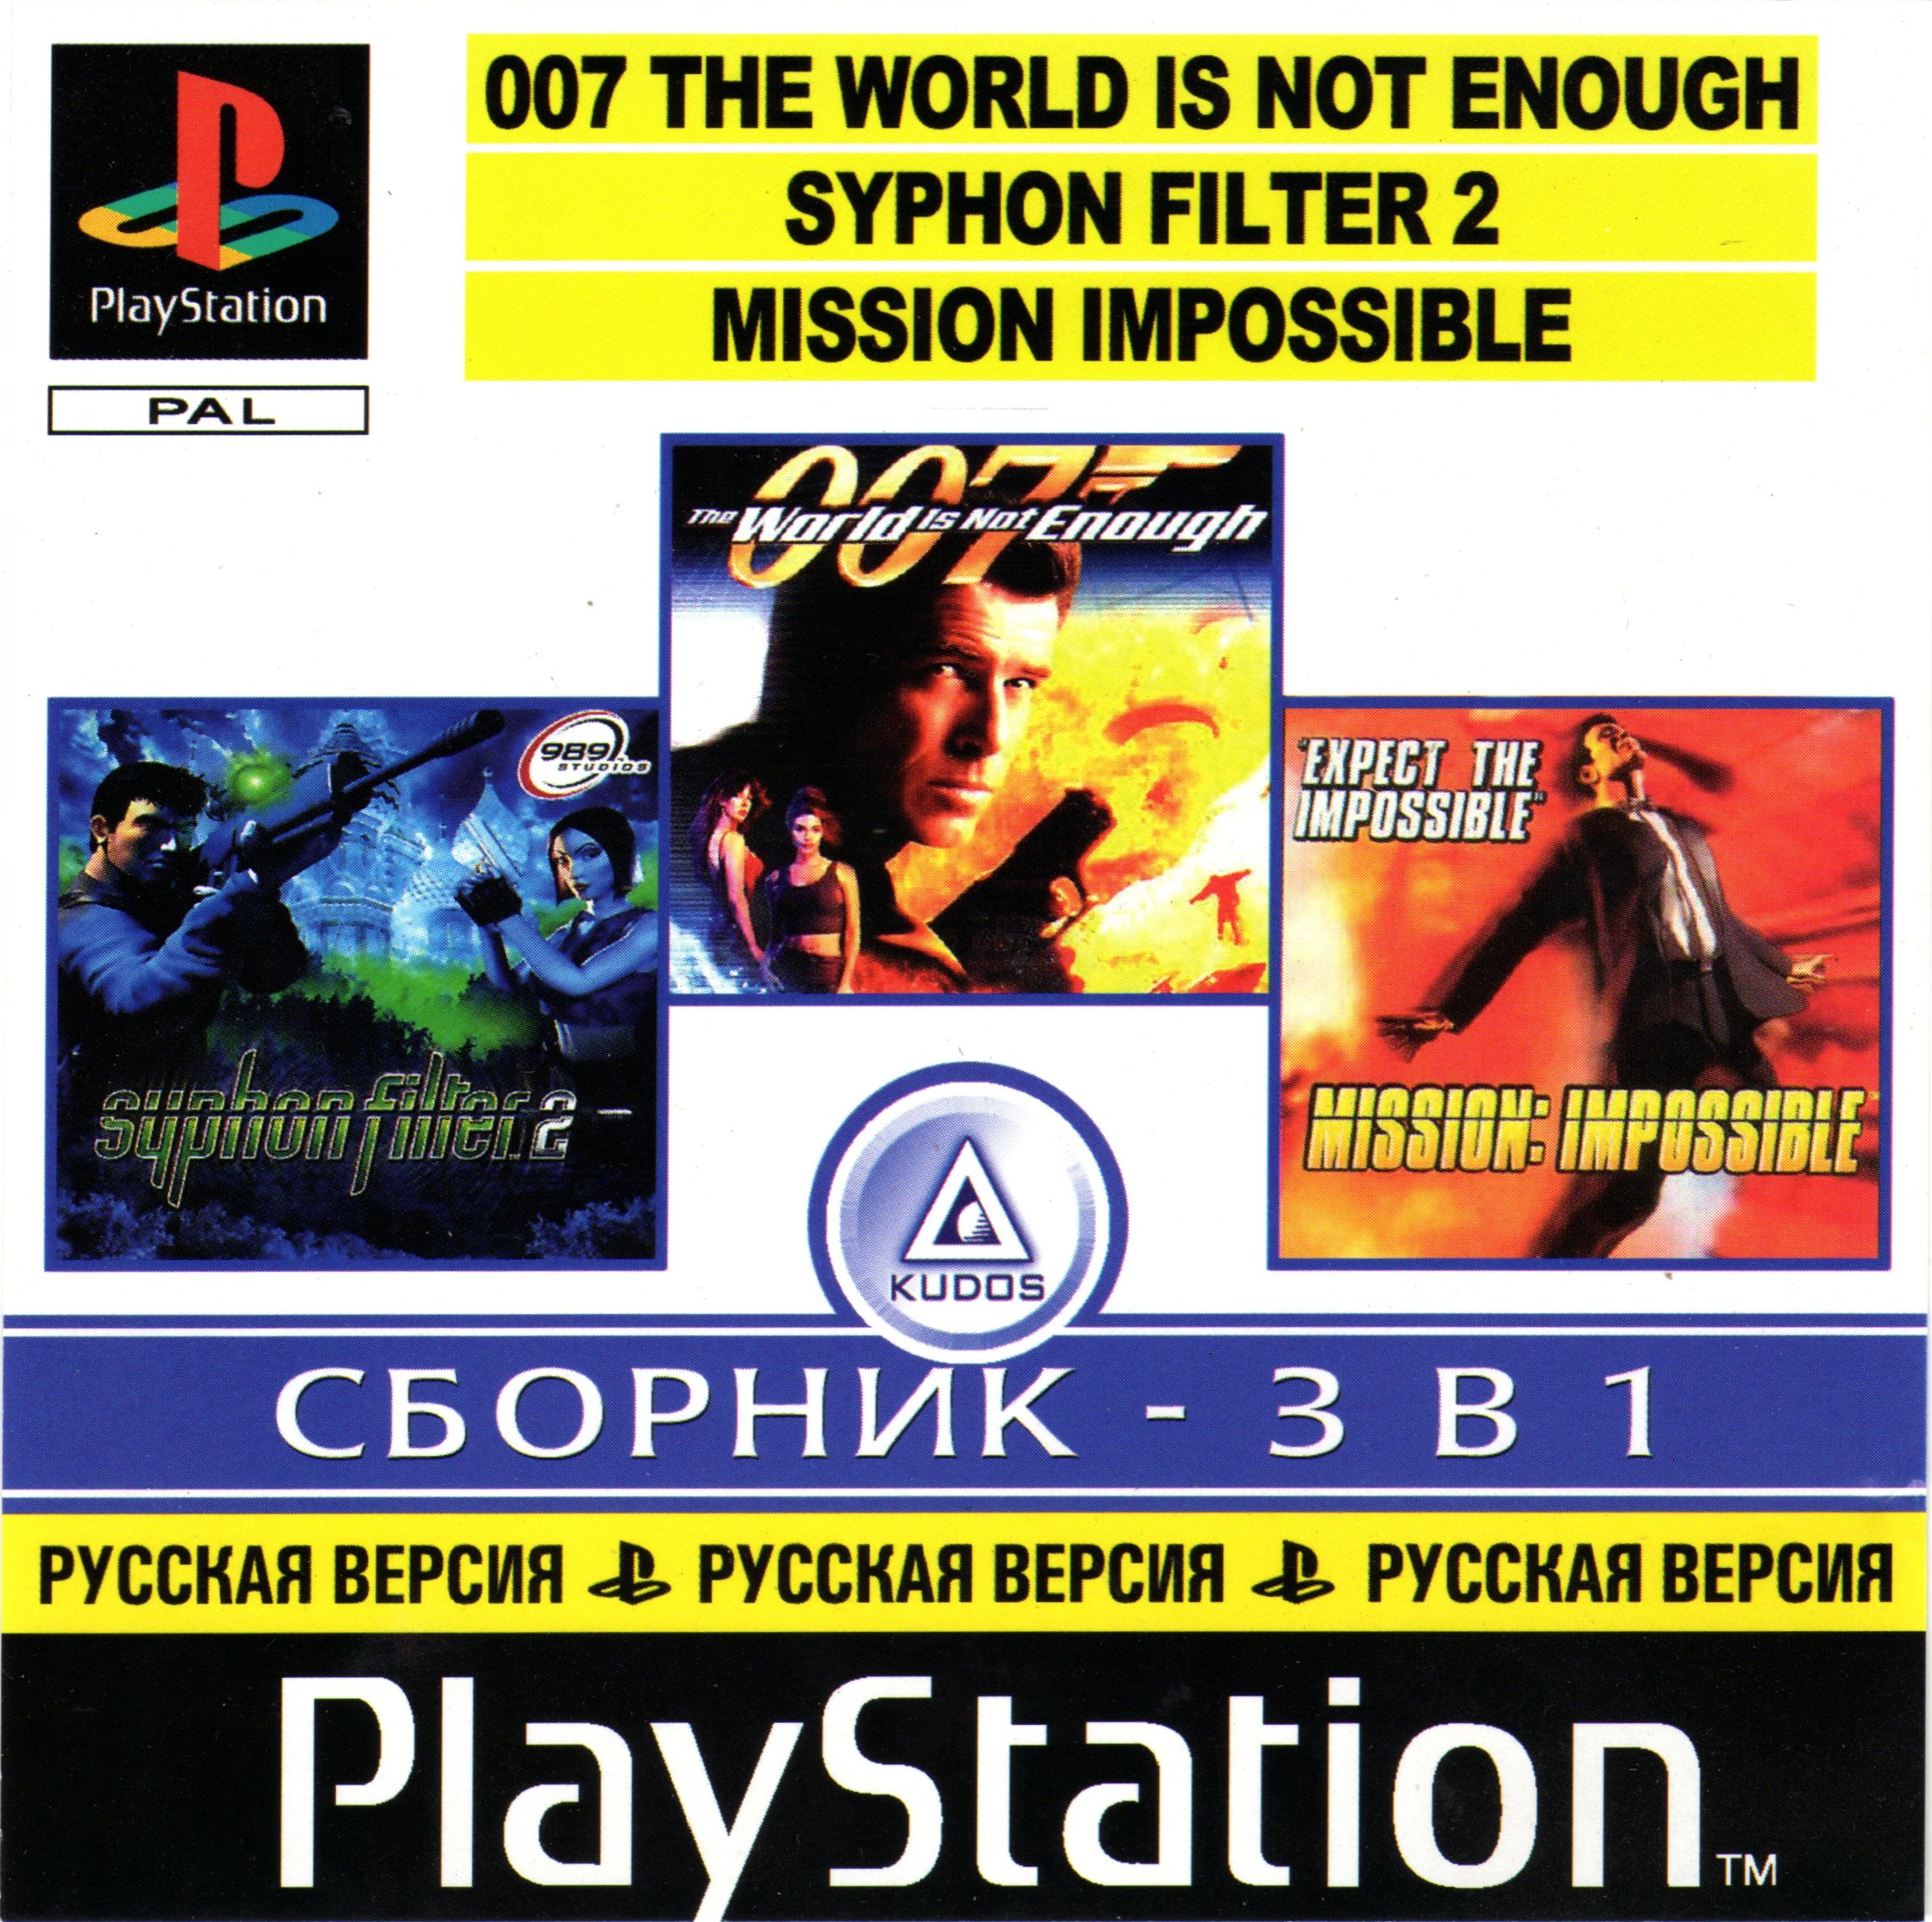 PlayStation
PAL
007 THE WORLD IS NOT ENOUGH
SYPHON FILTER 2
MISSION IMPOSSIBLE
007
The World Is Not Enough
989
STUDIOS
syphon filter 2
"EXPECT THE
IMPOSSIBLE"
MISSION: IMPOSSIBLE
KUDOS
СБОРНИК - 3 В 1
РУССКАЯ ВЕРСИЯ РУССКАЯ ВЕРСИЯ РУССКАЯ ВЕРСИЯ
PlayStation™